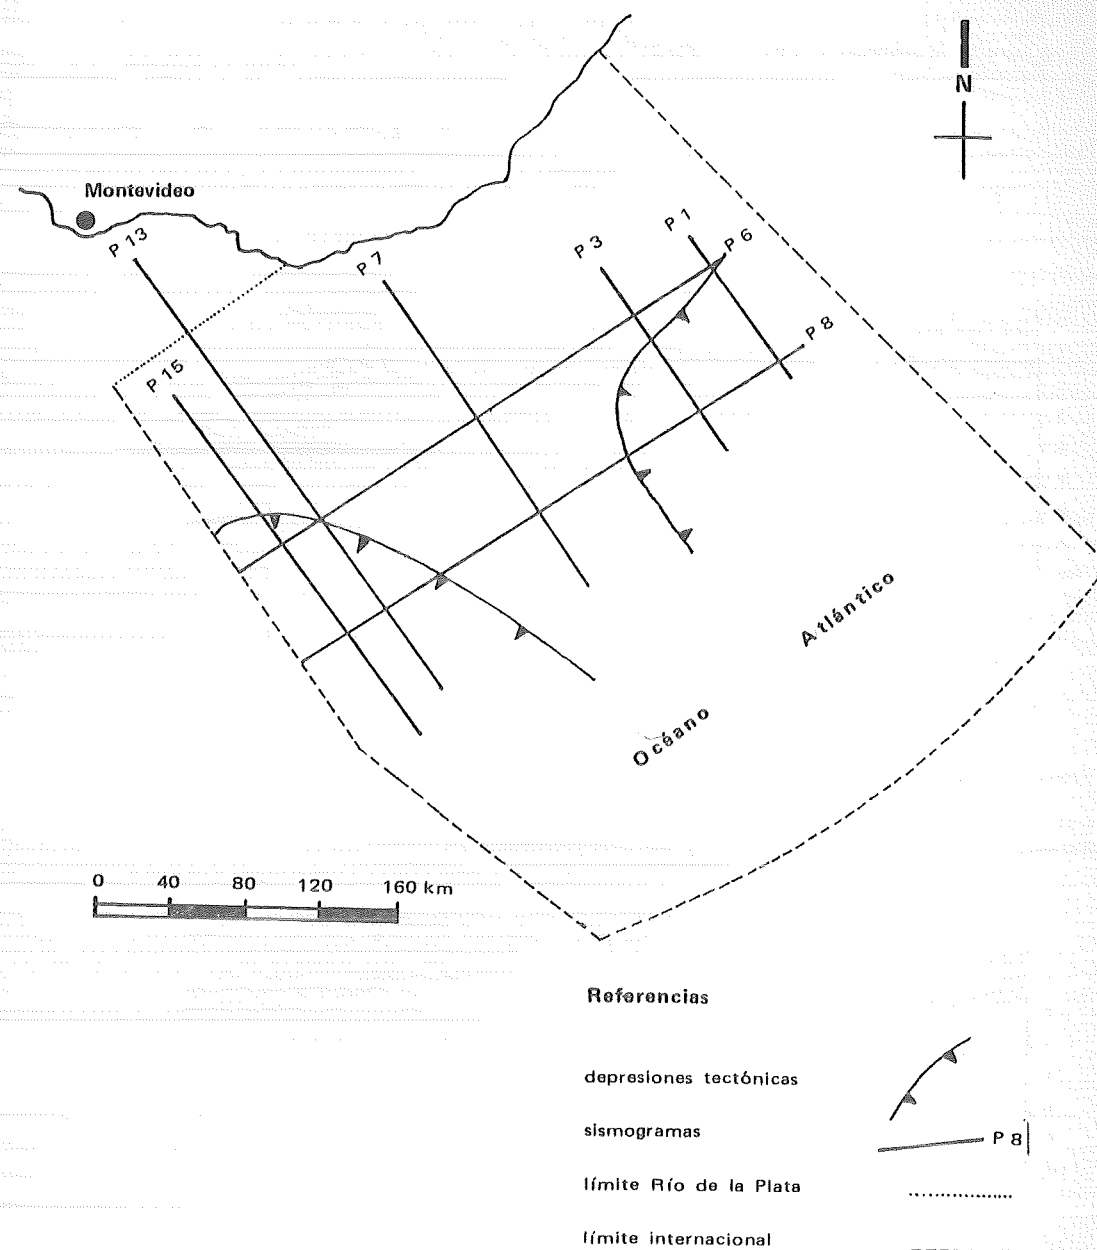 N
Montevideo
P 13
P 7
P 3
P 1
P 6
P 8
P 15
Atlántico
Océano
0 40 80 120 160 km
Referencias
depresiones tectónicas
sismogramas
P 8
límite Río de la Plata
límite internacional